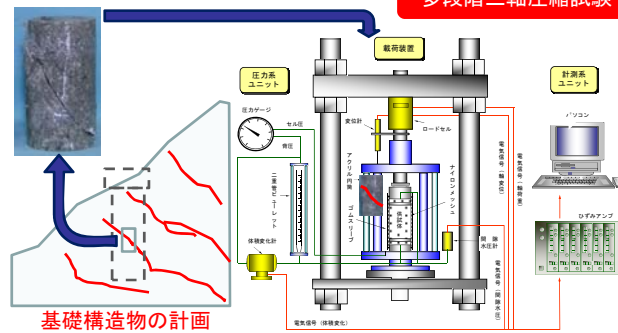 多段階三軸圧縮試験
載荷装置
圧力系
ユニット
計測系
ユニット
圧力ゲージ
セル圧
背圧
変位計
ロードセル
パソコン
アクリル円筒
ナイロンメッシュ
二重管ビューレット
ゴムスリーブ
供試体
電気信号(軸変位)
電気信号(軸荷重)
ひずみアンプ
体積変化計
間隙
水圧計
電気信号(間隙水圧)
電気信号(体積変化)
基礎構造物の計画